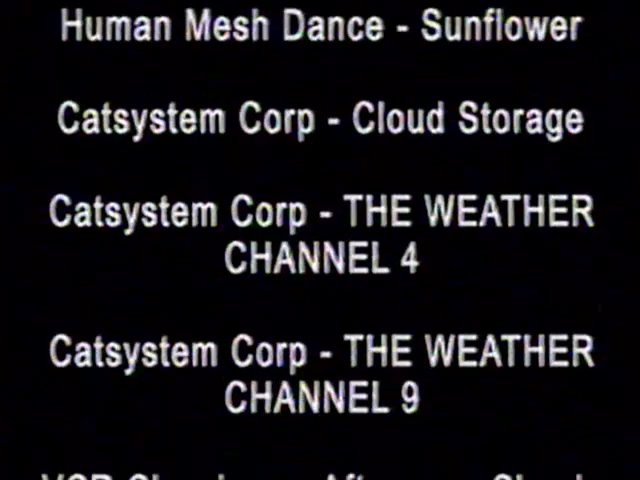 Human Mesh Dance - Sunflower
Catsystem Corp - Cloud Storage
Catsystem Corp - THE WEATHER
CHANNEL 4
Catsystem Corp - THE WEATHER
CHANNEL 9